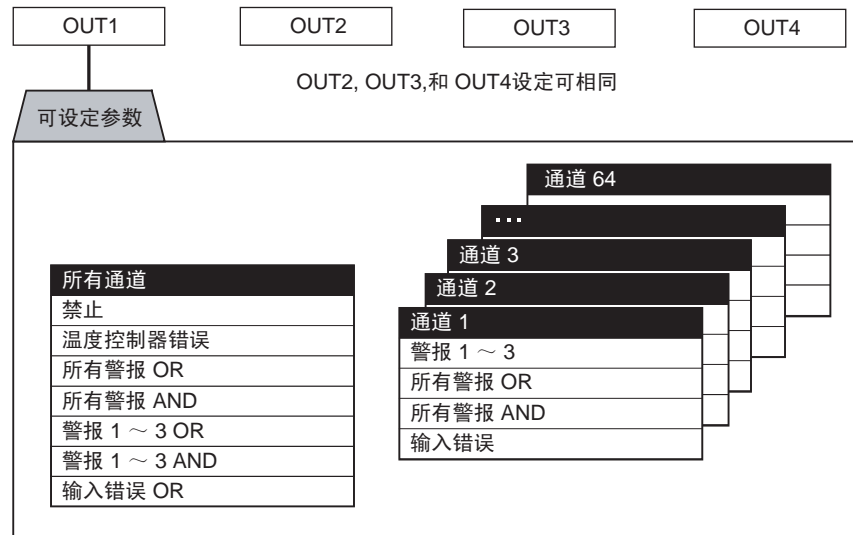 OUT1
OUT2
OUT3
OUT4
OUT2, OUT3,和 OUT4设定可相同
可设定参数
所有通道
禁止
温度控制器错误
所有警报 OR
所有警报 AND
警报 1 ～ 3 OR
警报 1 ～ 3 AND
输入错误 OR
通道 64
...
通道 3
通道 2
通道 1
警报 1 ～ 3
所有警报 OR
所有警报 AND
输入错误